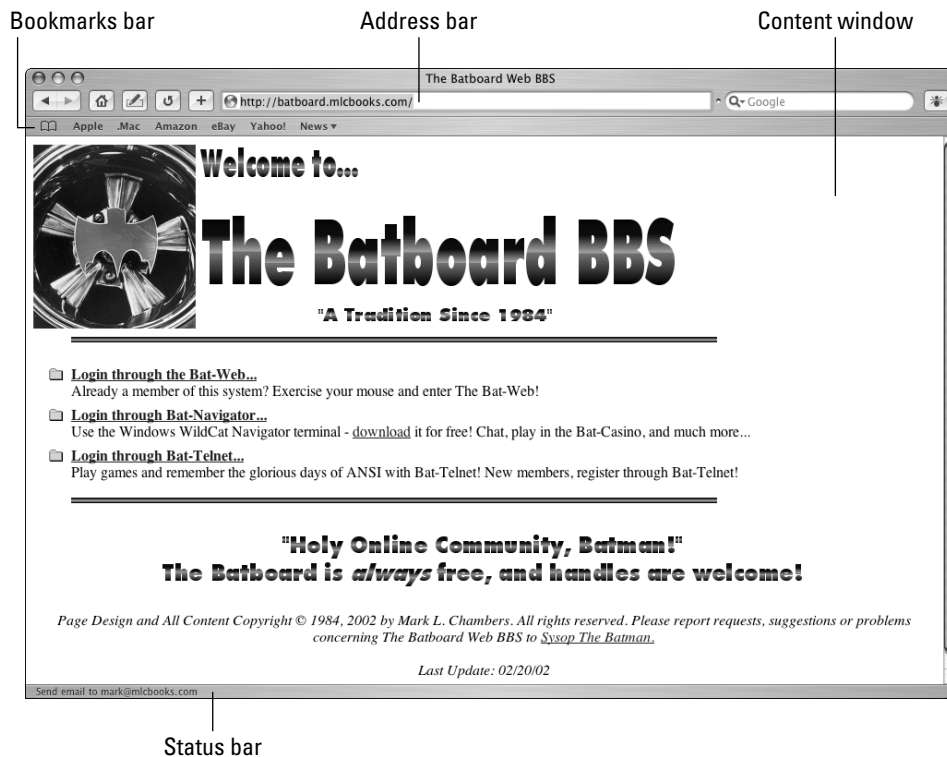 Bookmarks bar
Address bar
Content window
The Batboard Web BBS
http://batboard.mlcbooks.com/
Google
Apple .Mac Amazon eBay Yahoo! News
Welcome to...
The Batboard BBS
"A Tradition Since 1984"
Login through the Bat-Web...
Already a member of this system? Exercise your mouse and enter The Bat-Web!
Login through Bat-Navigator...
Use the Windows WildCat Navigator terminal - download it for free! Chat, play in the Bat-Casino, and much more...
Login through Bat-Telnet...
Play games and remember the glorious days of ANSI with Bat-Telnet! New members, register through Bat-Telnet!
"Holy Online Community, Batman!"
The Batboard is always free, and handles are welcome!
Page Design and All Content Copyright © 1984, 2002 by Mark L. Chambers. All rights reserved. Please report requests, suggestions or problems
concerning The Batboard Web BBS to Sysop The Batman.
Last Update: 02/20/02
Send email to mark@mlcbooks.com
Status bar